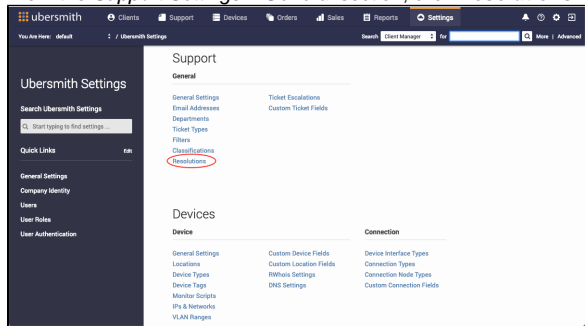 ubersmith
Clients
Support
Devices
Orders
Sales
Reports
Settings
You Are Here: default / Ubersmith Settings
Search Client Manager for
More | Advanced
Ubersmith Settings
Search Ubersmith Settings
Start typing to find settings ...
Quick Links
Edit
General Settings
Company Identity
Users
User Roles
User Authentication
Support
General
General Settings
Email Addresses
Departments
Ticket Types
Filters
Classifications
Resolutions
Ticket Escalations
Custom Ticket Fields
Devices
Device
General Settings
Locations
Device Types
Device Tags
Monitor Scripts
IPs & Networks
VLAN Ranges
Custom Device Fields
Custom Location Fields
RWhois Settings
DNS Settings
Connection
Device Interface Types
Connection Types
Connection Node Types
Custom Connection Fields